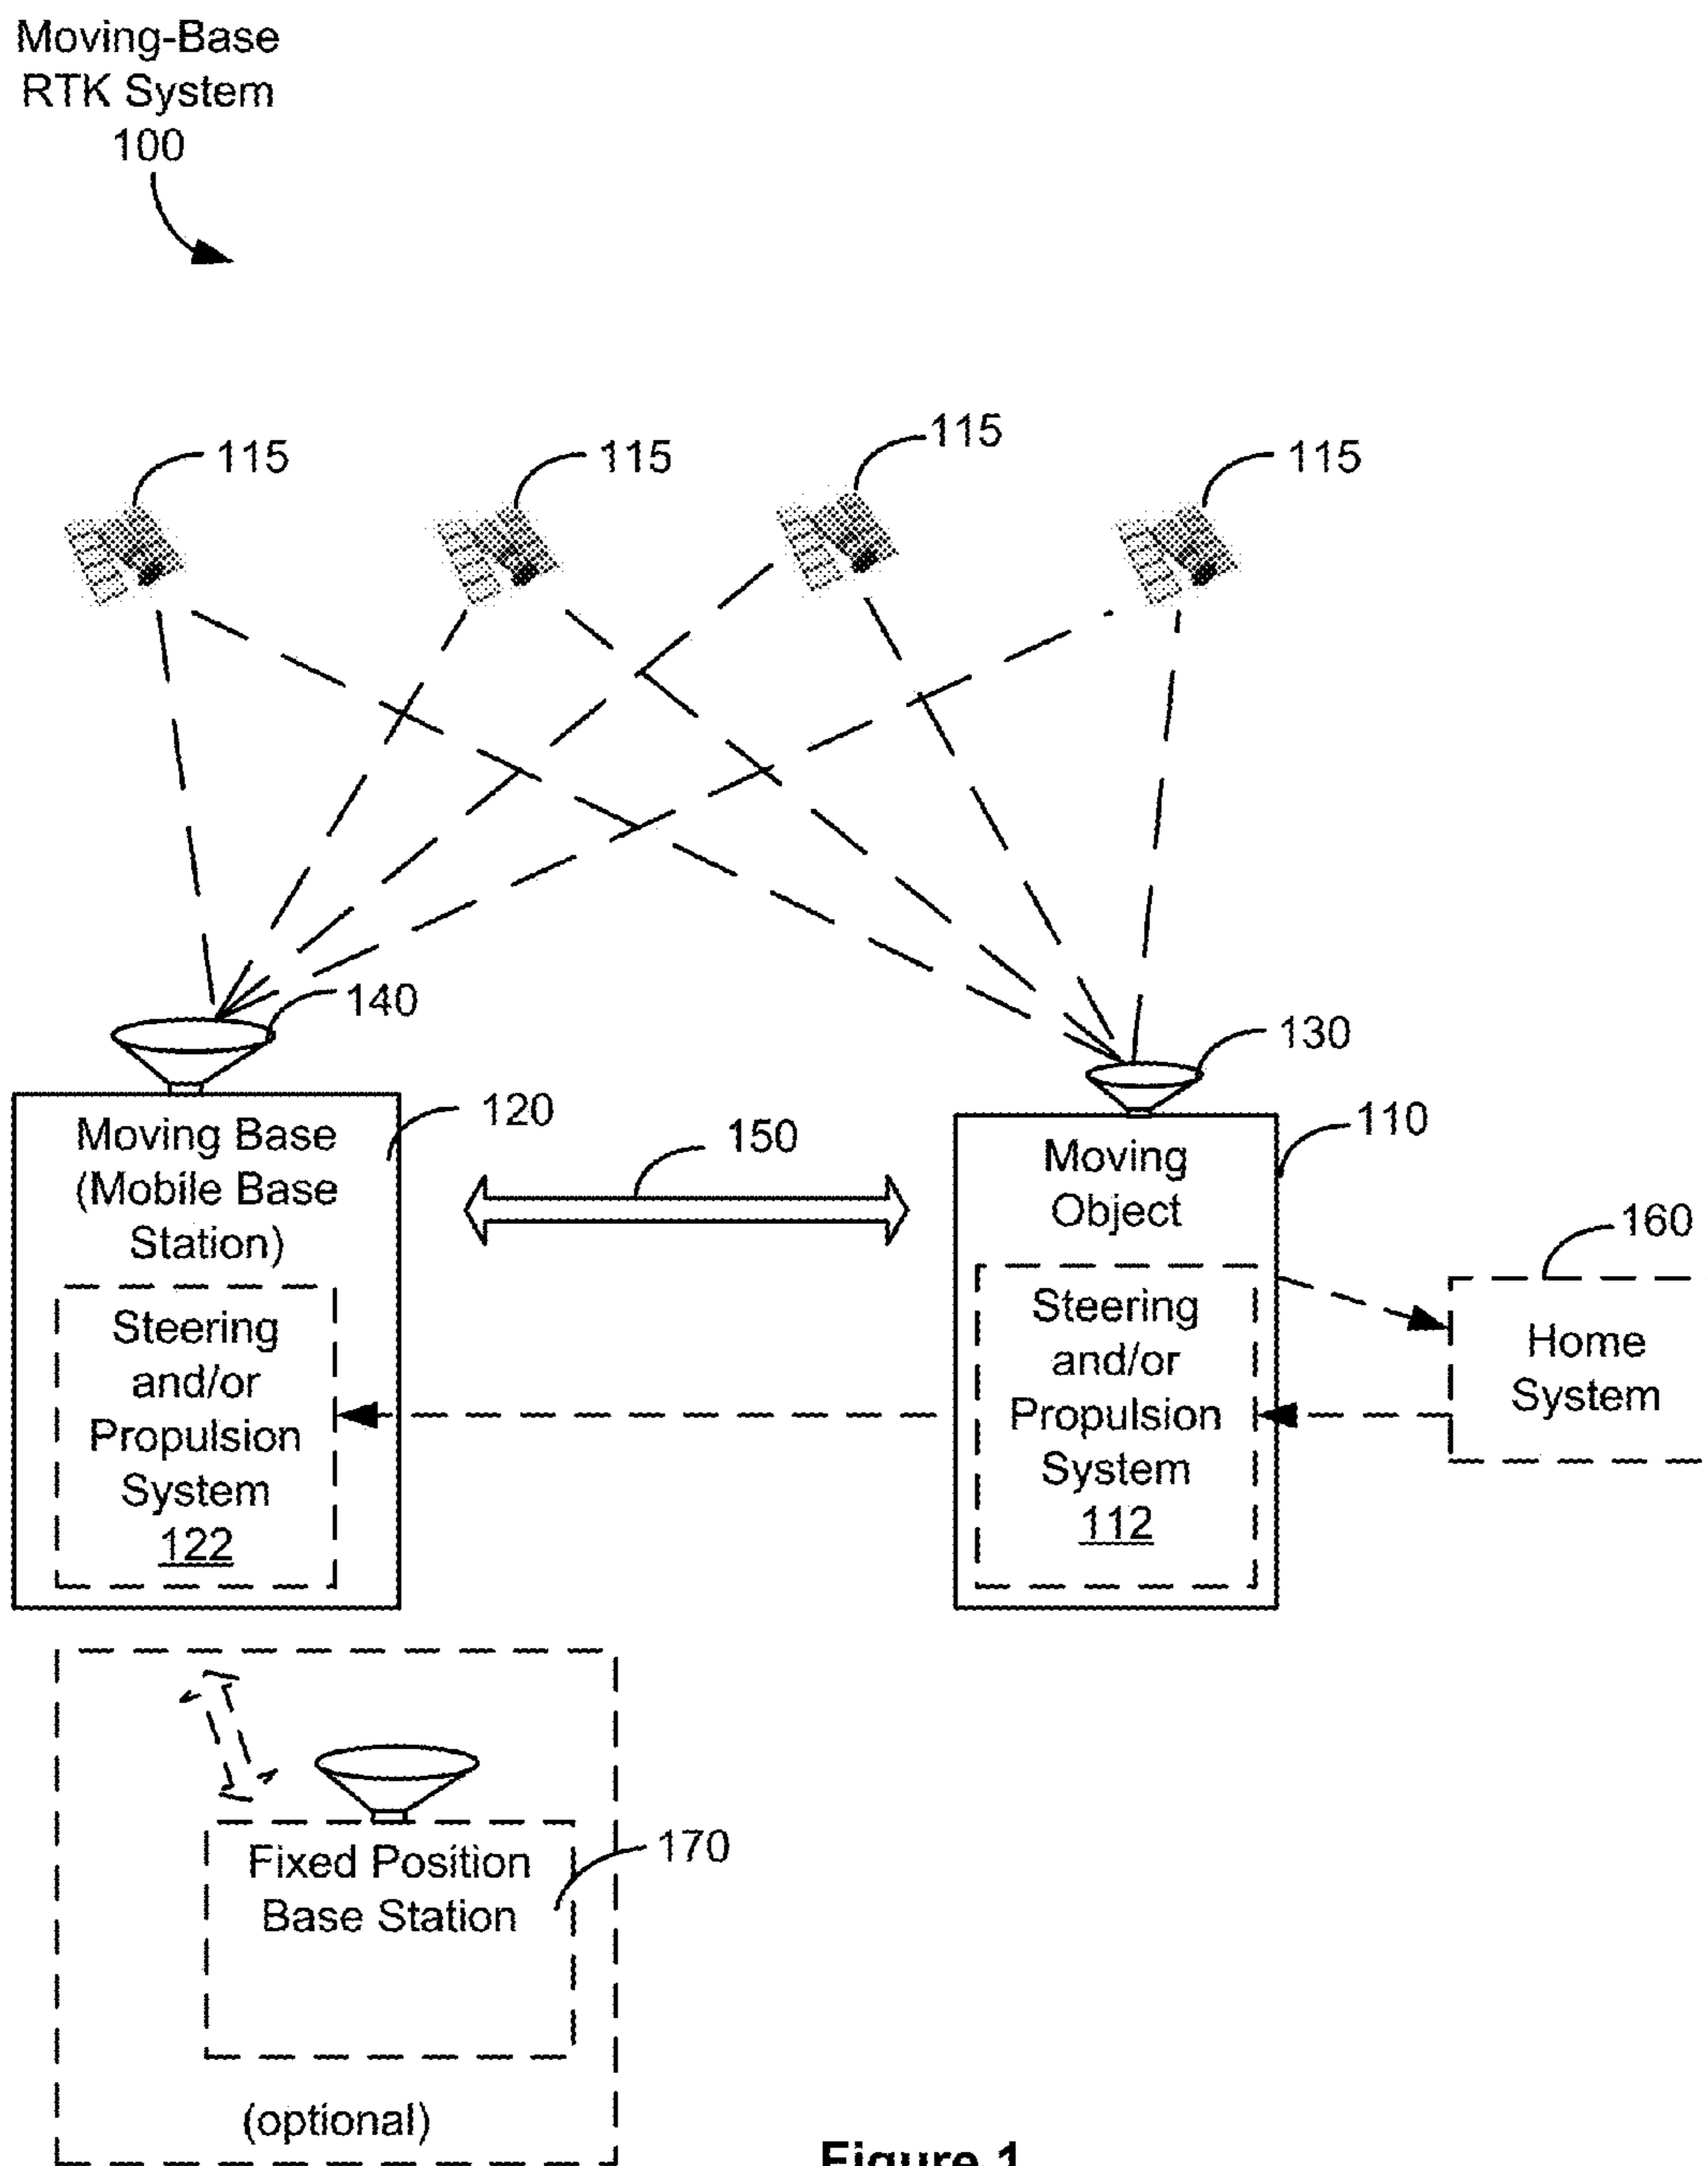 Moving-Base
RTK System
100
115
115
115
115
140
130
120
Moving Base
(Mobile Base
Station)
150
110
Moving
Object
160
Steering
and/or
Propulsion
System
122
Steering
and/or
Propulsion
System
112
Home
System
170
Fixed Position
Base Station
(optional)
Figure 1